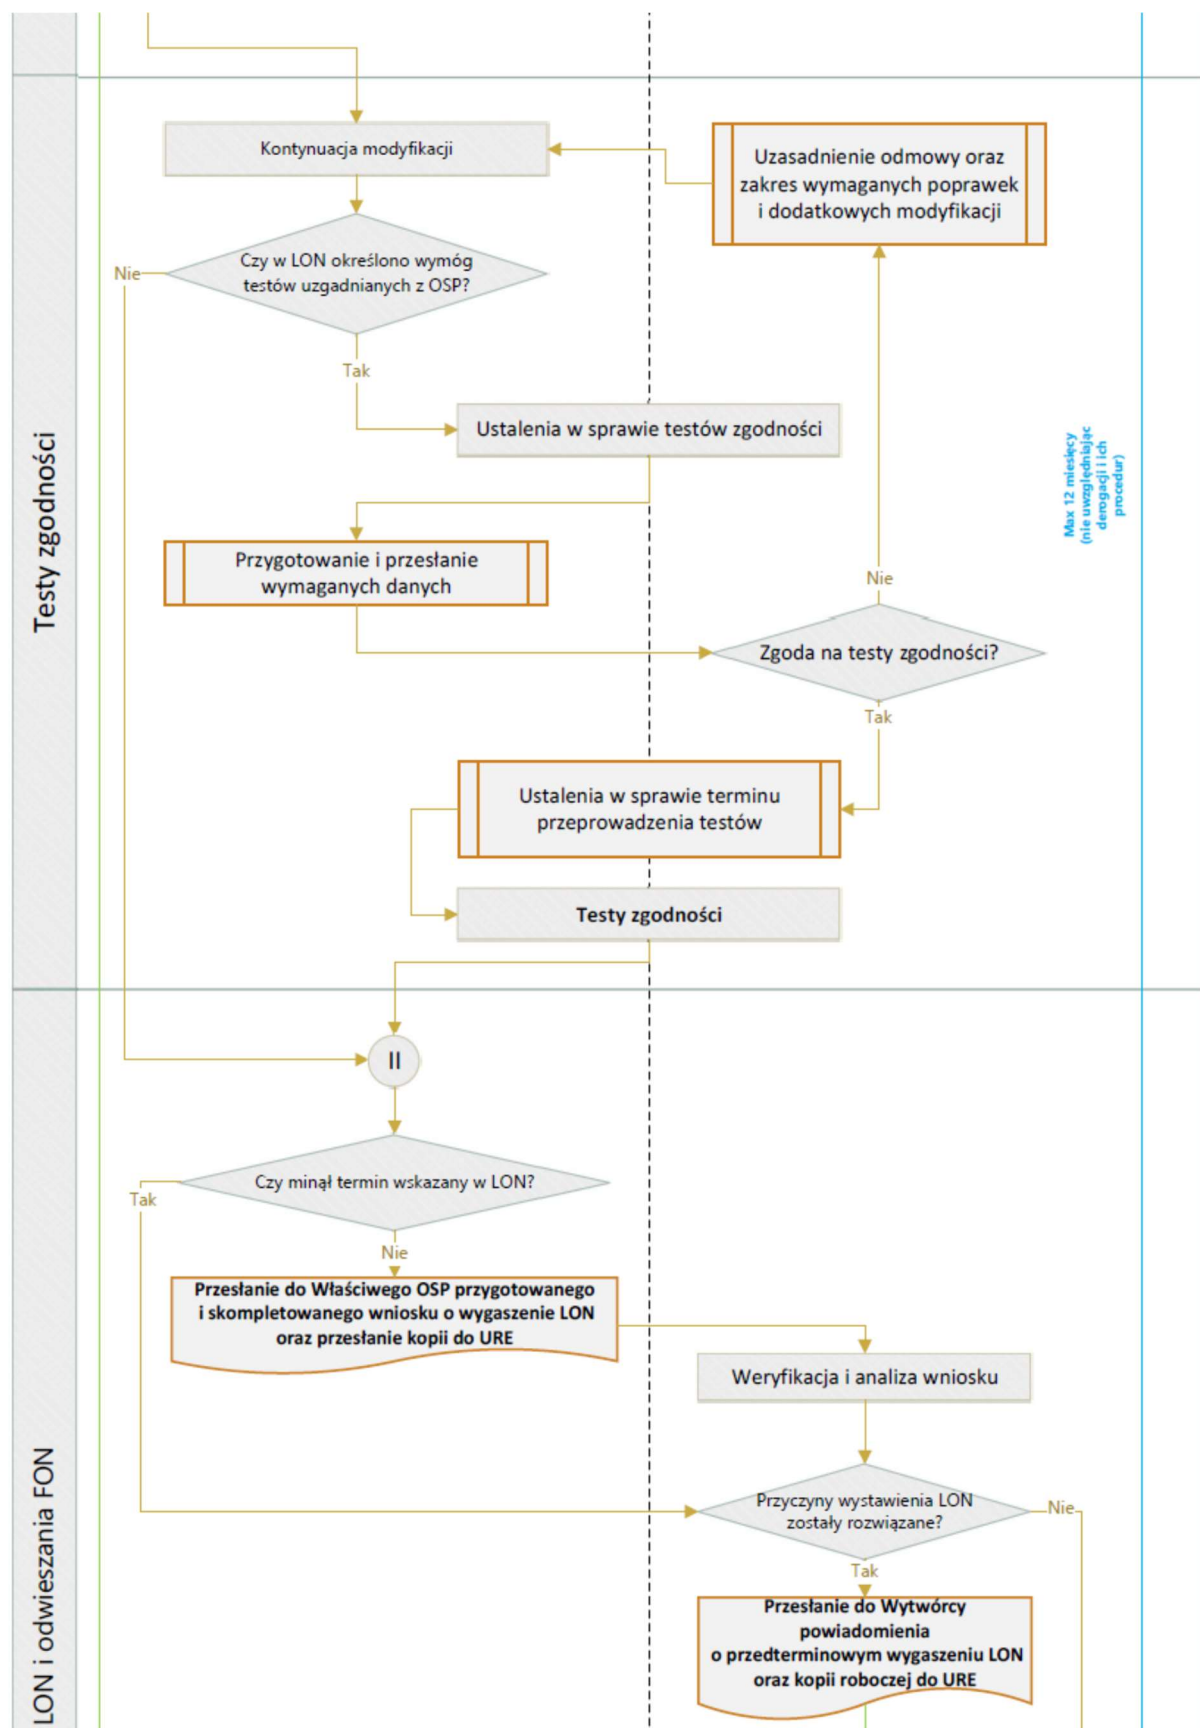 Testy zgodności
Kontynuacja modyfikacji
Uzasadnienie odmowy oraz
zakres wymaganych poprawek
i dodatkowych modyfikacji
Czy w LON określono wymóg
testów uzgadnianych z OSP?
Nie
Tak
Ustalenia w sprawie testów zgodności
Max 12 miesięcy
(nie uwzględniając
derogacji i ich
procedur)
Przygotowanie i przesłanie
wymaganych danych
Nie
Zgoda na testy zgodności?
Tak
Ustalenia w sprawie terminu
przeprowadzenia testów
Testy zgodności
LON i odwieszania FON
II
Czy minął termin wskazany w LON?
Tak
Nie
Przesłanie do Właściwego OSP przygotowanego
i skompletowanego wniosku o wygaszenie LON
oraz przesłanie kopii do URE
Weryfikacja i analiza wniosku
Przyczyny wystawienia LON
zostały rozwiązane?
Nie
Tak
Przesłanie do Wytwórcy
powiadomienia
o przedterminowym wygaszeniu LON
oraz kopii roboczej do URE